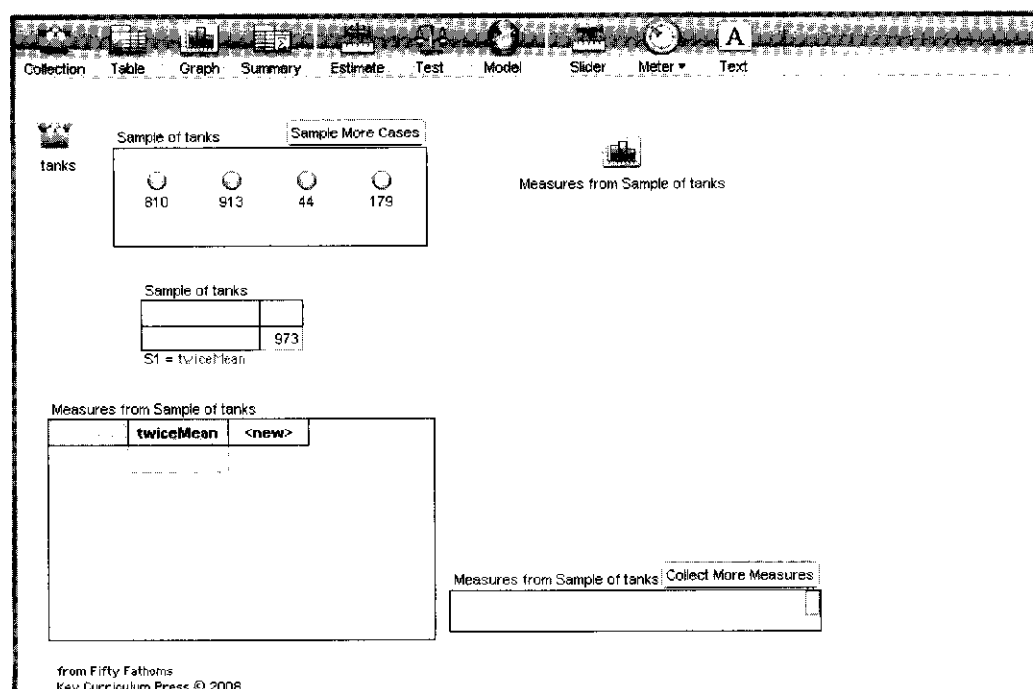 Collection Table Graph Summary Estimate Test Model Slider Meter Text
A
tanks
Sample of tanks Sample More Cases
810 913 44 179
Measures from Sample of tanks
Sample of tanks
973
S1 = twiceMean
Measures from Sample of tanks
twiceMean <new>
Measures from Sample of tanks Collect More Measures
from Fifty Fathoms
Key Curriculum Press © 2008